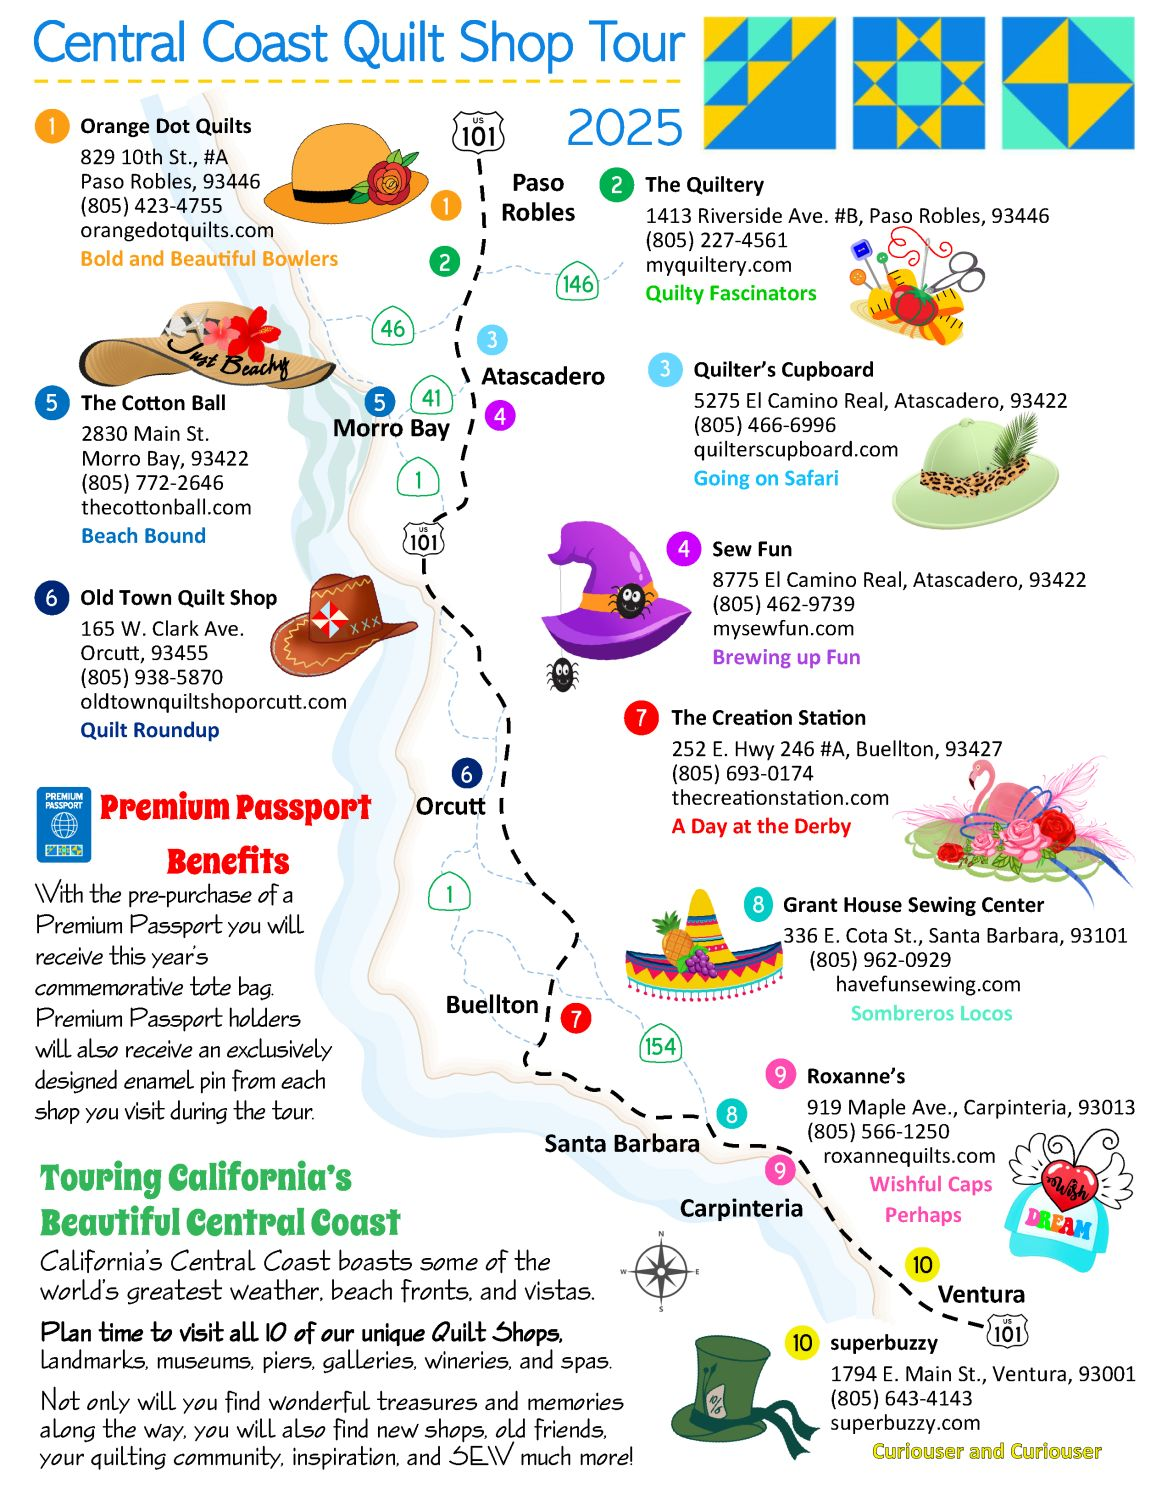 Central Coast Quilt Shop Tour
2025
1 Orange Dot Quilts
829 10th St., #A
Paso Robles, 93446
(805) 423-4755
orangedotquilts.com
Bold and Beautiful Bowlers
US
101
Paso
Robles
1
2
146
46
3
Atascadero
41
5
4
Morro Bay
1
US
101
2 The Quiltery
1413 Riverside Ave. #B, Paso Robles, 93446
(805) 227-4561
myquiltery.com
Quilty Fascinators
Just Beachy
3 Quilter's Cupboard
5275 El Camino Real, Atascadero, 93422
(805) 466-6996
quilterscupboard.com
Going on Safari
5 The Cotton Ball
2830 Main St.
Morro Bay, 93422
(805) 772-2646
thecottonball.com
Beach Bound
4 Sew Fun
8775 El Camino Real, Atascadero, 93422
(805) 462-9739
mysewfun.com
Brewing up Fun
6 Old Town Quilt Shop
165 W. Clark Ave.
Orcutt, 93455
(805) 938-5870
oldtownquiltshoporcutt.com
Quilt Roundup
XXX
7 The Creation Station
252 E. Hwy 246 #A, Buellton, 93427
(805) 693-0174
thecreationstation.com
A Day at the Derby
6
Orcutt
1
Buellton
7
154
8
Santa Barbara
9
Carpinteria
10
Ventura
US
101
PREMIUM
PASSPORT
Premium Passport
Benefits
With the pre-purchase of a
Premium Passport you will
receive this year's
commemorative tote bag.
Premium Passport holders
will also receive an exclusively
designed enamel pin from each
shop you visit during the tour.
8 Grant House Sewing Center
336 E. Cota St., Santa Barbara, 93101
(805) 962-0929
havefunsewing.com
Sombreros Locos
9 Roxanne's
919 Maple Ave., Carpinteria, 93013
(805) 566-1250
roxannequilts.com
Wishful Caps
Perhaps
Wish
DREAM
Touring California's
Beautiful Central Coast
California's Central Coast boasts some of the
world's greatest weather, beach fronts, and vistas.
Plan time to visit all 10 of our unique Quilt Shops,
landmarks, museums, piers, galleries, wineries, and spas.
Not only will you find wonderful treasures and memories
along the way, you will also find new shops, old friends,
your quilting community, inspiration, and SEW much more!
N
W E
S
10 superbuzzy
1794 E. Main St., Ventura, 93001
(805) 643-4143
superbuzzy.com
Curiouser and Curiouser
10/6